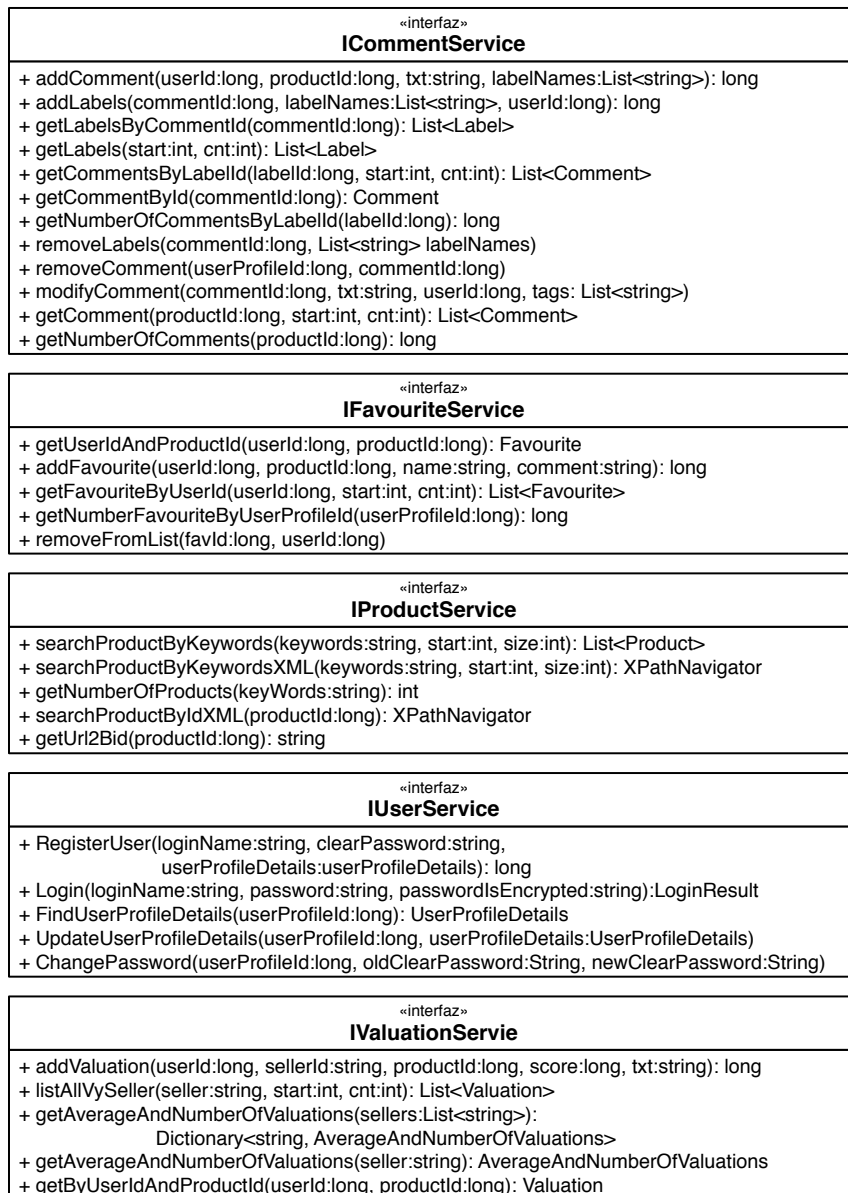 «interfaz»
ICommentService
+ addComment(userId:long, productId:long, txt:string, labelNames:List<string>): long
+ addLabels(commentId:long, labelNames:List<string>, userId:long): long
+ getLabelsByCommentId(commentId:long): List<Label>
+ getLabels(start:int, cnt:int): List<Label>
+ getCommentsByLabelId(labelId:long, start:int, cnt:int): List<Comment>
+ getCommentById(commentId:long): Comment
+ getNumberOfCommentsByLabelId(labelId:long): long
+ removeLabels(commentId:long, List<string> labelNames)
+ removeComment(userProfileId:long, commentId:long)
+ modifyComment(commentId:long, txt:string, userId:long, tags: List<string>)
+ getComment(productId:long, start:int, cnt:int): List<Comment>
+ getNumberOfComments(productId:long): long
«interfaz»
IFavouriteService
+ getUserIdAndProductId(userId:long, productId:long): Favourite
+ addFavourite(userId:long, productId:long, name:string, comment:string): long
+ getFavouriteByUserId(userId:long, start:int, cnt:int): List<Favourite>
+ getNumberFavouriteByUserProfileId(userProfileId:long): long
+ removeFromList(favId:long, userId:long)
«interfaz»
IProductService
+ searchProductByKeywords(keywords:string, start:int, size:int): List<Product>
+ searchProductByKeywordsXML(keywords:string, start:int, size:int): XPathNavigator
+ getNumberOfProducts(keyWords:string): int
+ searchProductByIdXML(productId:long): XPathNavigator
+ getUrl2Bid(productId:long): string
«interfaz»
IUserService
+ RegisterUser(loginName:string, clearPassword:string,
userProfileDetails:userProfileDetails): long
+ Login(loginName:string, password:string, passwordIsEncrypted:string):LoginResult
+ FindUserProfileDetails(userProfileId:long): UserProfileDetails
+ UpdateUserProfileDetails(userProfileId:long, userProfileDetails:UserProfileDetails)
+ ChangePassword(userProfileId:long, oldClearPassword:String, newClearPassword:String)
«interfaz»
IValuationServie
+ addValuation(userId:long, sellerId:string, productId:long, score:long, txt:string): long
+ listAllVySeller(seller:string, start:int, cnt:int): List<Valuation>
+ getAverageAndNumberOfValuations(sellers:List<string>):
Dictionary<string, AverageAndNumberOfValuations>
+ getAverageAndNumberOfValuations(seller:string): AverageAndNumberOfValuations
+ getByUserIdAndProductId(userId:long, productId:long): Valuation